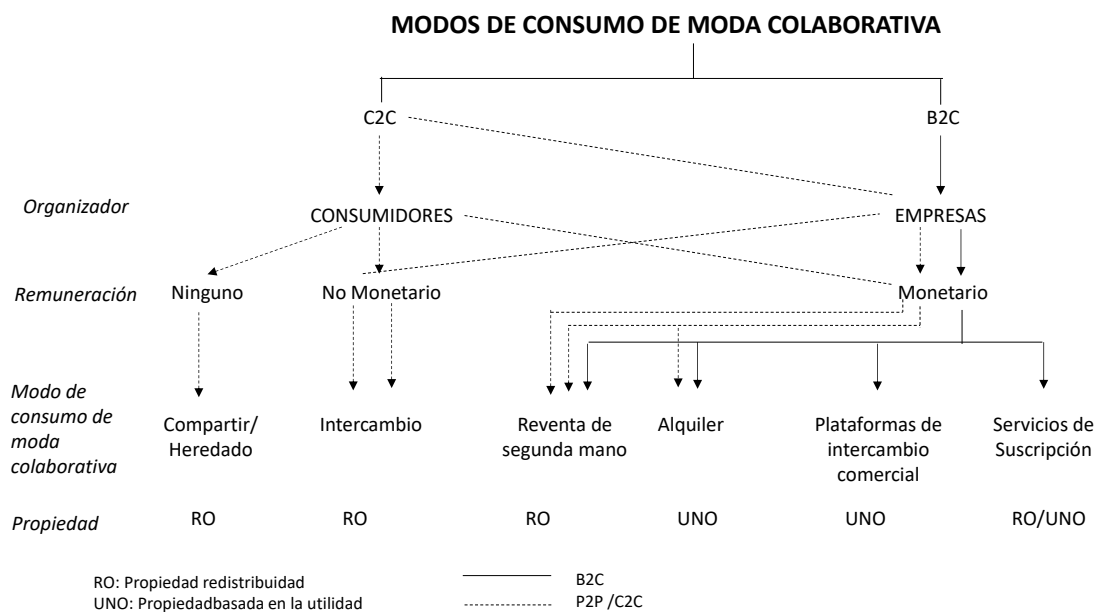 MODOS DE CONSUMO DE MODA COLABORATIVA
C2C
B2C
Organizador
CONSUMIDORES
EMPRESAS
Remuneración
Ninguno
No Monetario
Monetario
Modo de
consumo de
moda
colaborativa
Compartir/
Heredado
Intercambio
Reventa de
segunda mano
Alquiler
Plataformas de
intercambio
comercial
Servicios de
Suscripción
Propiedad
RO
RO
RO
UNO
UNO
RO/UNO
RO: Propiedad redistribuidad
UNO: Propiedadbasada en la utilidad
B2C
P2P /C2C